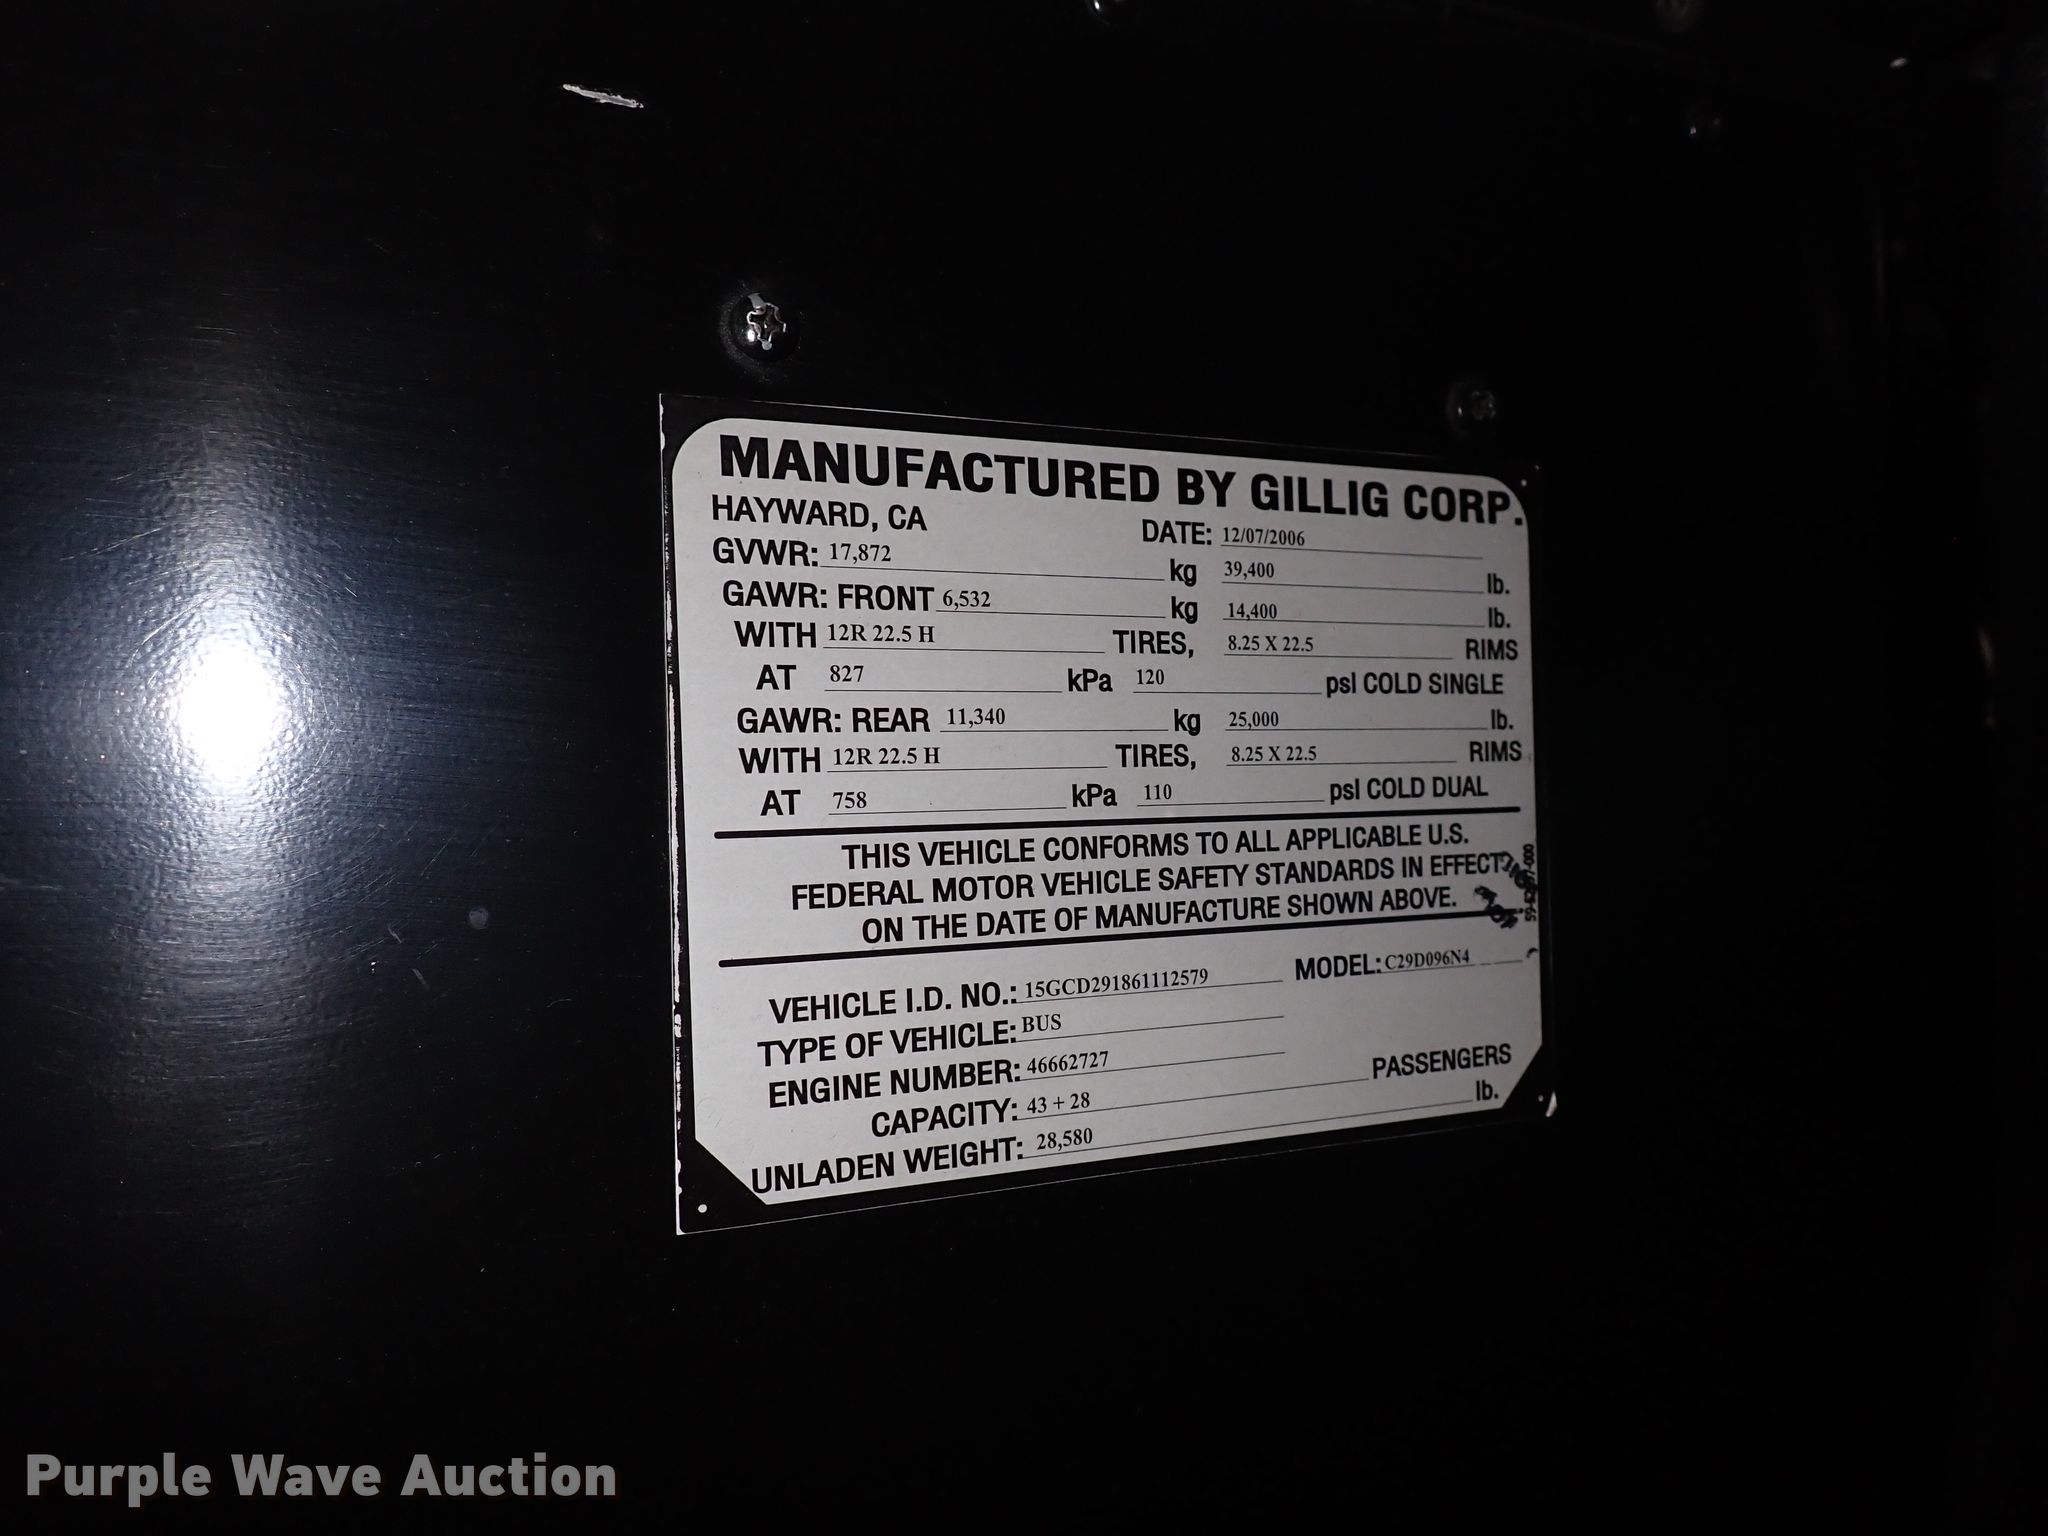 MANUFACTURED BY GILLIG CORP.
HAYWARD, CA DATE: 12/07/2006
GVWR: 17,872 kg 39,400 lb.
GAWR: FRONT 6,532 kg 14,400 lb.
WITH 12R 22.5 H TIRES, 8.25 X 22.5 RIMS
AT 827 kPa 120 psI COLD SINGLE
GAWR: REAR 11,340 kg 25,000 lb.
WITH 12R 22.5 H TIRES, 8.25 X 22.5 RIMS
AT 758 kPa 110 psI COLD DUAL
THIS VEHICLE CONFORMS TO ALL APPLICABLE U.S.
FEDERAL MOTOR VEHICLE SAFETY STANDARDS IN EFFECT
ON THE DATE OF MANUFACTURE SHOWN ABOVE.
VEHICLE I.D. NO.: 15GCD291861112579 MODEL: C29D096N4
TYPE OF VEHICLE: BUS
ENGINE NUMBER: 46662727
CAPACITY: 43 + 28 PASSENGERS
UNLADEN WEIGHT: 28,580 lb.
Purple Wave Auction